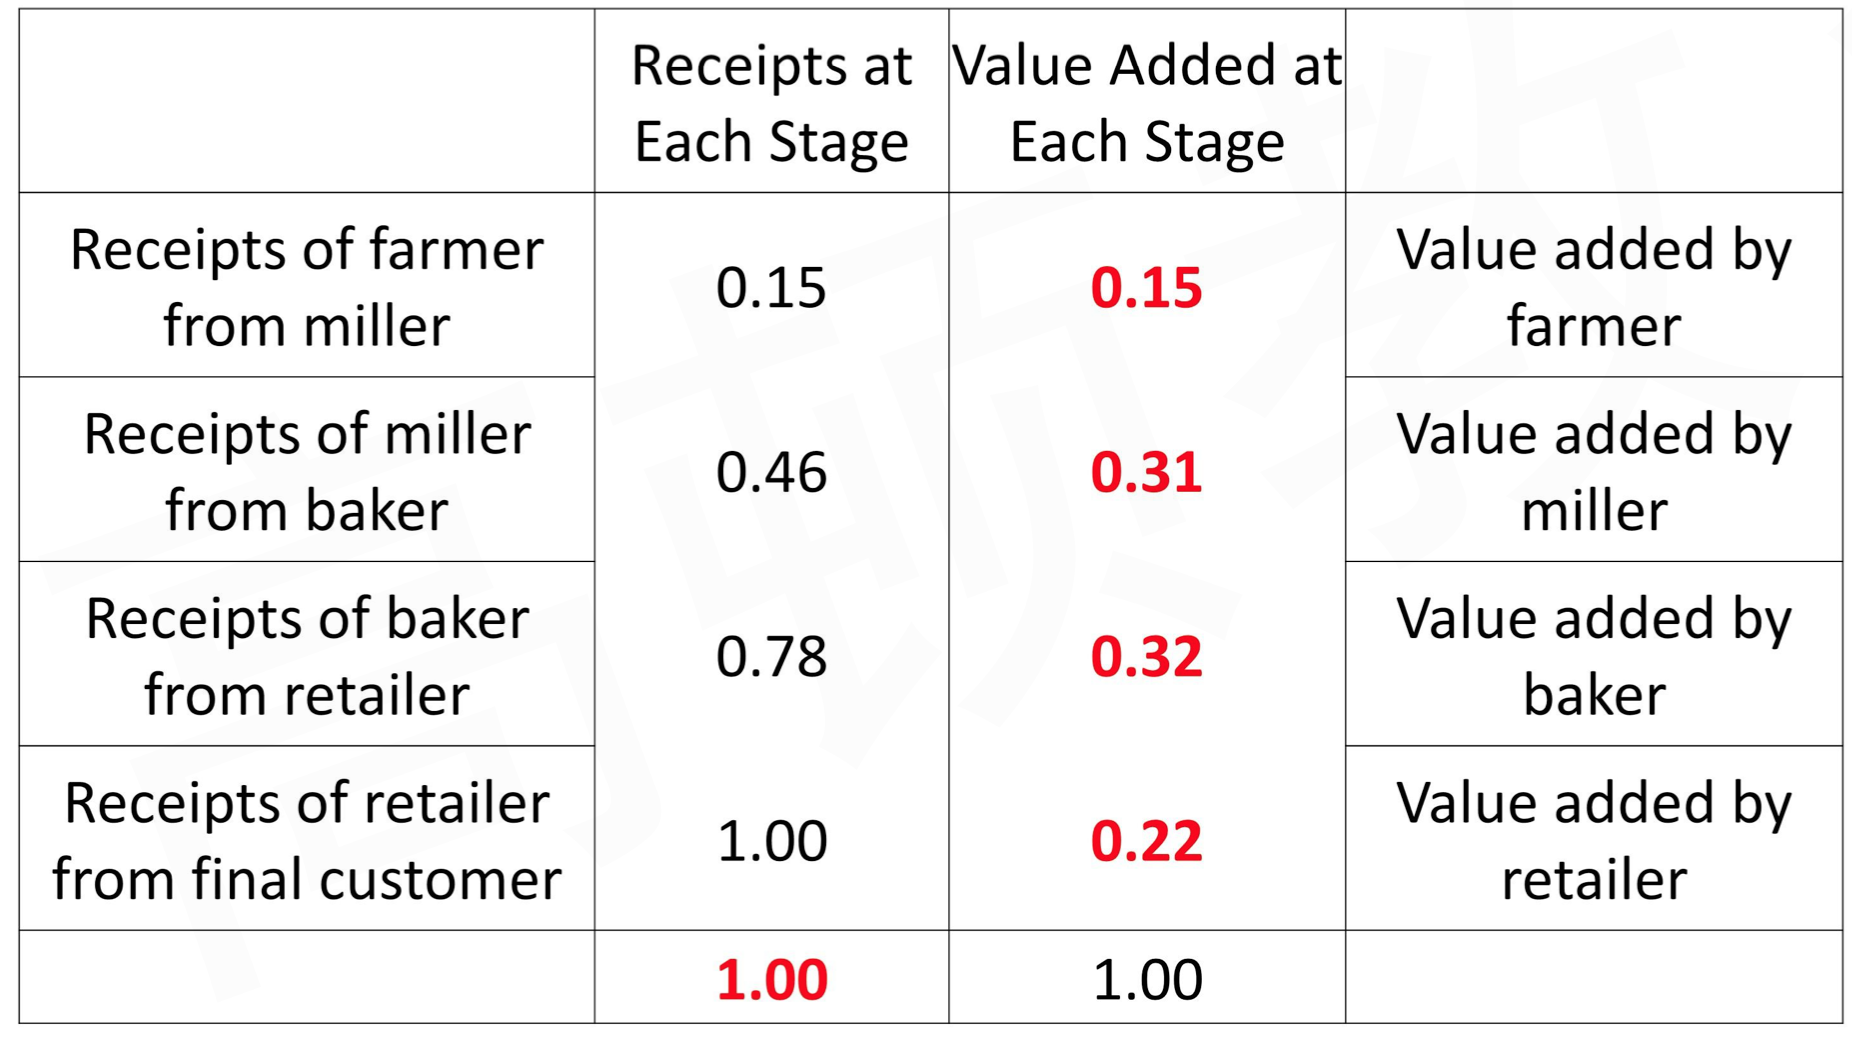 Receipts at
Each Stage
Value Added at
Each Stage
Receipts of farmer
from miller
0.15
0.15
Value added by
farmer
Receipts of miller
from baker
0.46
0.31
Value added by
miller
Receipts of baker
from retailer
0.78
0.32
Value added by
baker
Receipts of retailer
from final customer
1.00
0.22
Value added by
retailer
1.00
1.00
高顿教